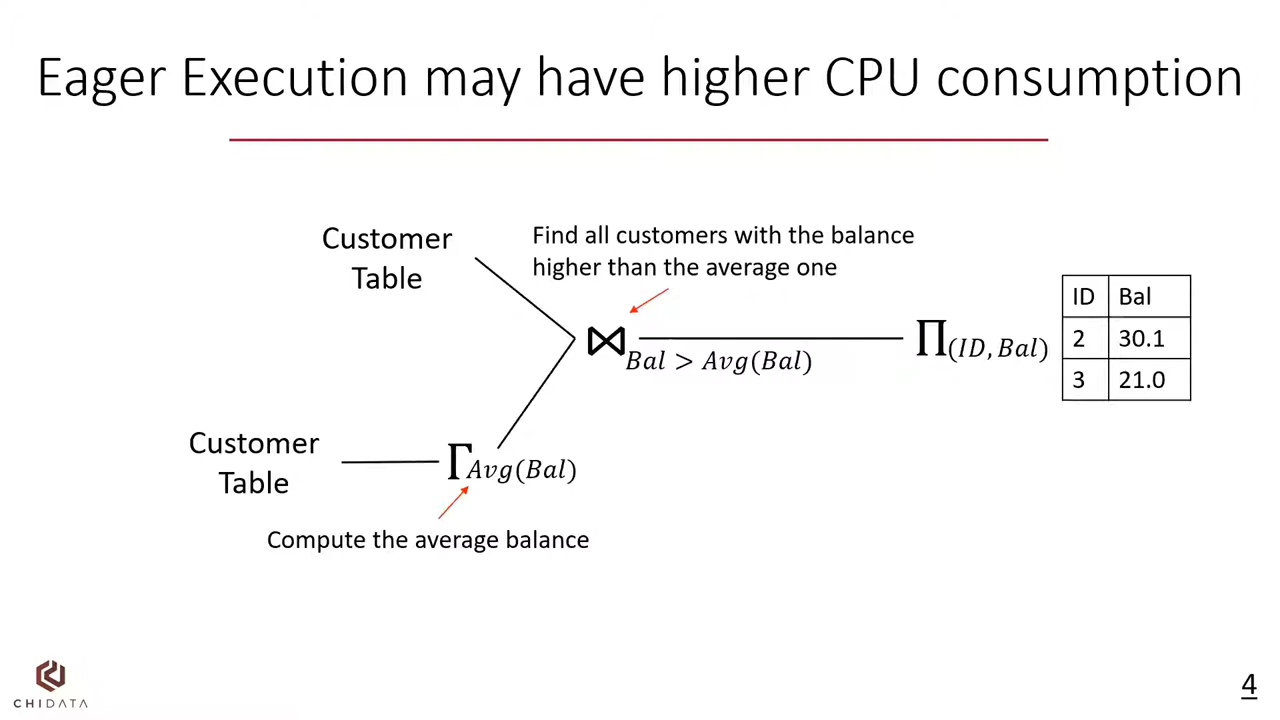 Eager Execution may have higher CPU consumption
Customer
Table
Find all customers with the balance
higher than the average one
⋈ Bal > Avg(Bal)
Π(ID, Bal)
ID Bal
2 30.1
3 21.0
Customer
Table
ΓAvg(Bal)
Compute the average balance
CHIDATA
4